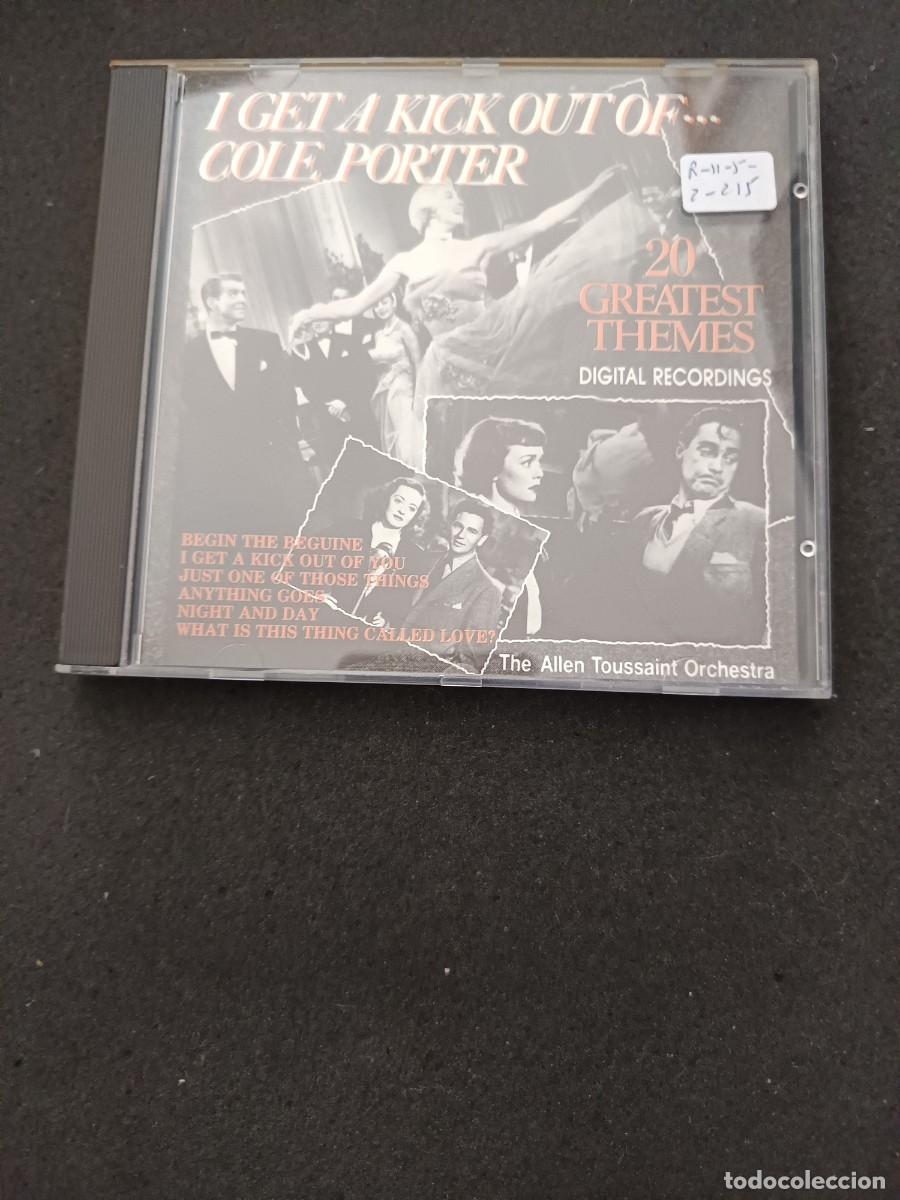 I GET A KICK OUT OF...
COLE PORTER
R-11-5-
2-215
20
GREATEST
THEMES
DIGITAL RECORDINGS
BEGIN THE BEGUINE
I GET A KICK OUT OF YOU
JUST ONE OF THOSE THINGS
ANYTHING GOES
NIGHT AND DAY
WHAT IS THIS THING CALLED LOVE?
The Allen Toussaint Orchestra
todocoleccion